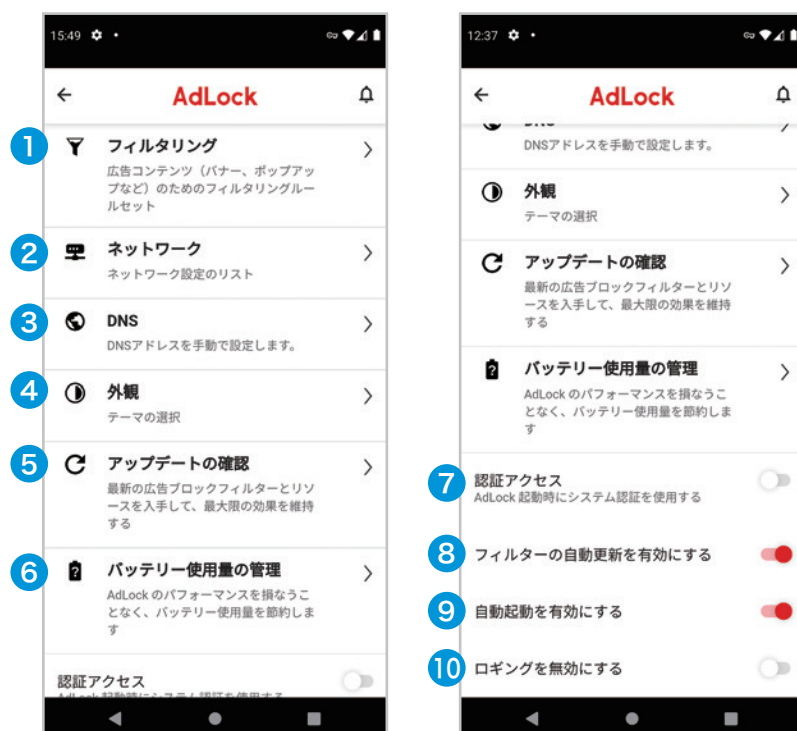 15:49
AdLock
1
フィルタリング
広告コンテンツ（バナー、ポップアッ
プなど）のためのフィルタリングルー
ルセット
2
ネットワーク
ネットワーク設定のリスト
3
DNS
DNSアドレスを手動で設定します。
4
外観
テーマの選択
5
アップデートの確認
最新の広告ブロックフィルターとリソ
ースを入手して、最大限の効果を維持
する
6
バッテリー使用量の管理
AdLock のパフォーマンスを損なうこ
となく、バッテリー使用量を節約しま
す
認証アクセス
AdLock 起動時にシステム認証を使用する
12:37
AdLock
DNS
DNSアドレスを手動で設定します。
外観
テーマの選択
アップデートの確認
最新の広告ブロックフィルターとリソ
ースを入手して、最大限の効果を維持
する
バッテリー使用量の管理
AdLock のパフォーマンスを損なうこ
となく、バッテリー使用量を節約しま
す
7
認証アクセス
AdLock 起動時にシステム認証を使用する
8
フィルターの自動更新を有効にする
9
自動起動を有効にする
10
ロギングを無効にする